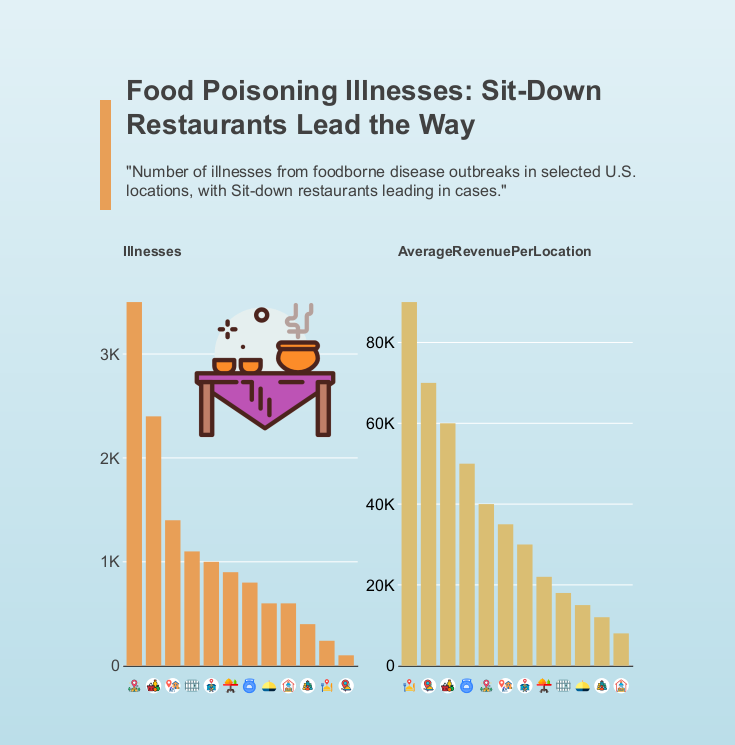 Food Poisoning Illnesses: Sit-Down
Restaurants Lead the Way
"Number of illnesses from foodborne disease outbreaks in selected U.S.
locations, with Sit-down restaurants leading in cases."
Illnesses
AverageRevenuePerLocation
3K
2K
1K
0
80K
60K
40K
20K
0